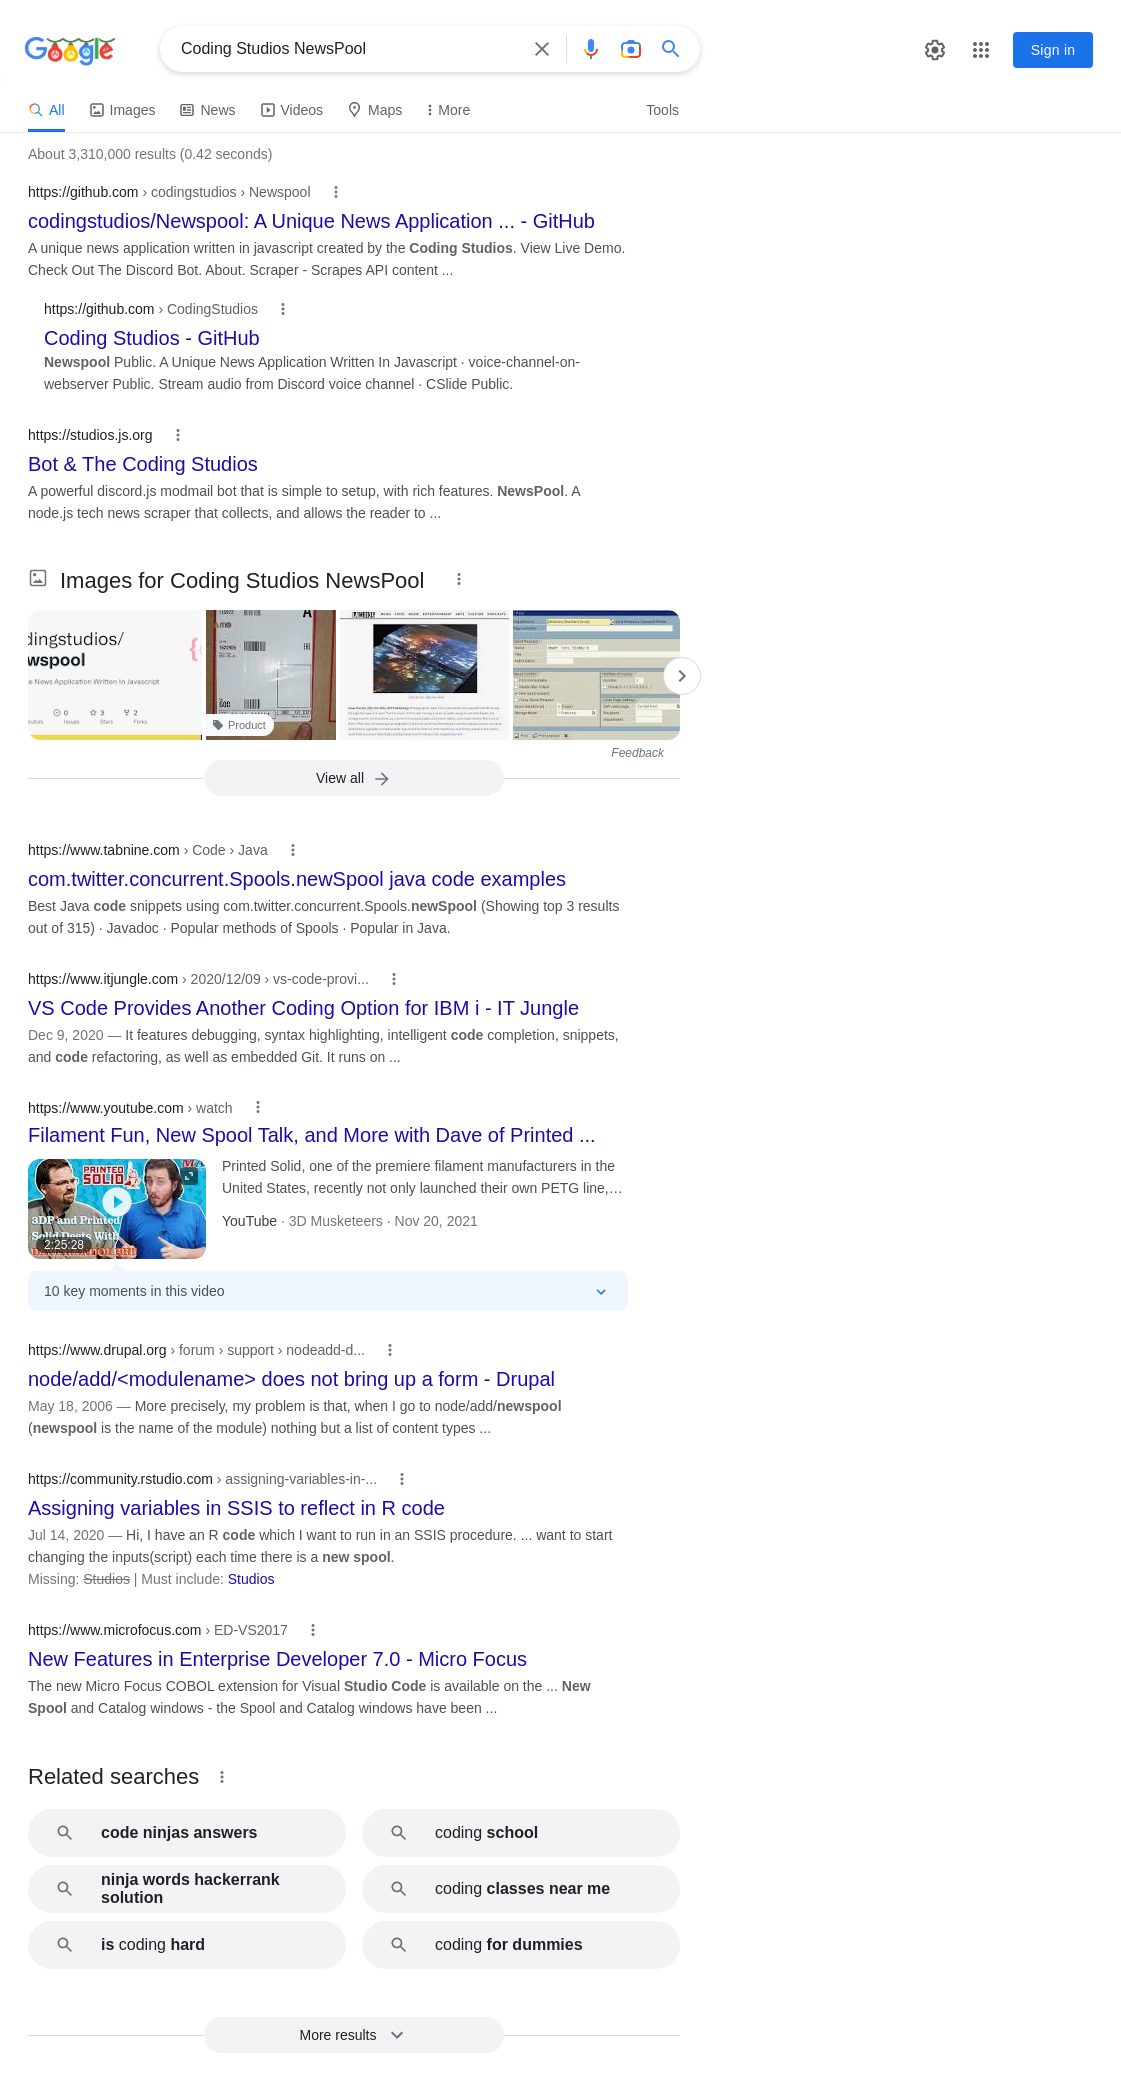 Google
Coding Studios NewsPool
Sign in
All Images News Videos Maps More Tools
About 3,310,000 results (0.42 seconds)
https://github.com › codingstudios › Newspool
codingstudios/Newspool: A Unique News Application ... - GitHub
A unique news application written in javascript created by the Coding Studios. View Live Demo.
Check Out The Discord Bot. About. Scraper - Scrapes API content ...
https://github.com › CodingStudios
Coding Studios - GitHub
Newspool Public. A Unique News Application Written In Javascript · voice-channel-on-
webserver Public. Stream audio from Discord voice channel · CSlide Public.
https://studios.js.org
Bot & The Coding Studios
A powerful discord.js modmail bot that is simple to setup, with rich features. NewsPool. A
node.js tech news scraper that collects, and allows the reader to ...
Images for Coding Studios NewsPool
dingstudios/
wspool
e News Application Written In Javascript
0 3 2
Issues Stars Forks
Product
Feedback
View all
https://www.tabnine.com › Code › Java
com.twitter.concurrent.Spools.newSpool java code examples
Best Java code snippets using com.twitter.concurrent.Spools.newSpool (Showing top 3 results
out of 315) · Javadoc · Popular methods of Spools · Popular in Java.
https://www.itjungle.com › 2020/12/09 › vs-code-provi...
VS Code Provides Another Coding Option for IBM i - IT Jungle
Dec 9, 2020 — It features debugging, syntax highlighting, intelligent code completion, snippets,
and code refactoring, as well as embedded Git. It runs on ...
https://www.youtube.com › watch
Filament Fun, New Spool Talk, and More with Dave of Printed ...
PRINTED
SOLID
3DP and Printed
Solid Deets With
2:25:28
Printed Solid, one of the premiere filament manufacturers in the
United States, recently not only launched their own PETG line,…
YouTube · 3D Musketeers · Nov 20, 2021
10 key moments in this video
https://www.drupal.org › forum › support › nodeadd-d...
node/add/<modulename> does not bring up a form - Drupal
May 18, 2006 — More precisely, my problem is that, when I go to node/add/newspool
(newspool is the name of the module) nothing but a list of content types ...
https://community.rstudio.com › assigning-variables-in-...
Assigning variables in SSIS to reflect in R code
Jul 14, 2020 — Hi, I have an R code which I want to run in an SSIS procedure. ... want to start
changing the inputs(script) each time there is a new spool.
Missing: Studios | Must include: Studios
https://www.microfocus.com › ED-VS2017
New Features in Enterprise Developer 7.0 - Micro Focus
The new Micro Focus COBOL extension for Visual Studio Code is available on the ... New
Spool and Catalog windows - the Spool and Catalog windows have been ...
Related searches
code ninjas answers
coding school
ninja words hackerrank
solution
coding classes near me
is coding hard
coding for dummies
More results